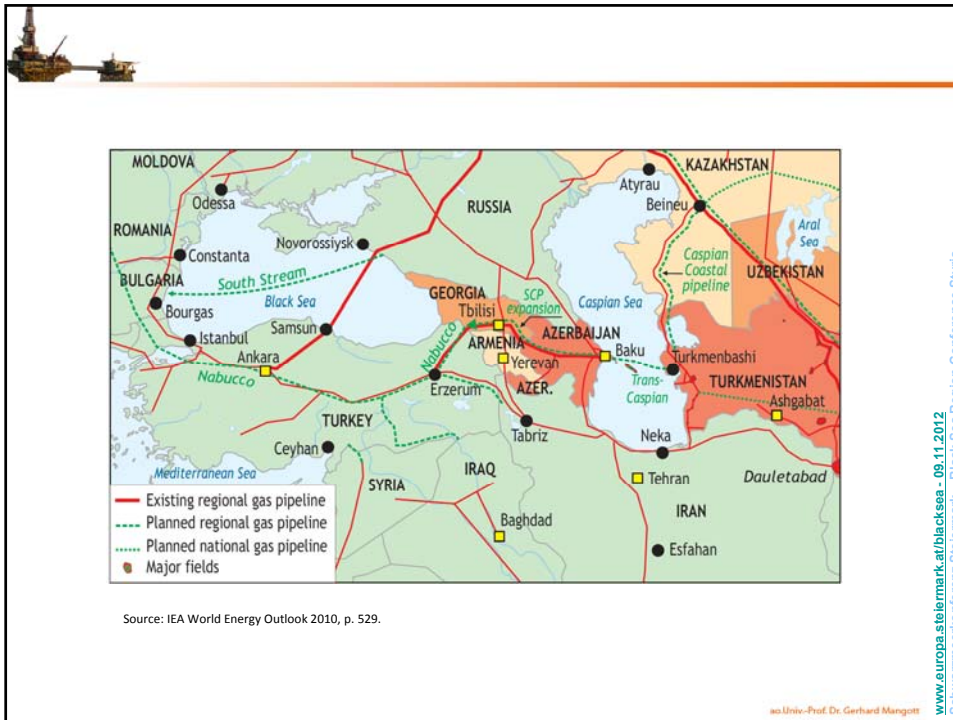 MOLDOVA
KAZAKHSTAN
Atyrau
Odessa
RUSSIA
Beineu
ROMANIA
Aral
Sea
Novorossiysk
Constanta
Caspian
Coastal
pipeline
UZBEKISTAN
BULGARIA
South Stream
GEORGIA
SCP
expansion
Caspian Sea
Black Sea
Tbilisi
Bourgas
Samsun
AZERBAIJAN
Istanbul
Nabucco
ARMENIA
Baku
Turkmenbashi
Ankara
Yerevan
Trans-
Caspian
TURKMENISTAN
Nabucco
Erzerum
AZER.
Ashgabat
TURKEY
Tabriz
Neka
Ceyhan
Mediterranean Sea
IRAQ
Tehran
Dauletabad
SYRIA
IRAN
Baghdad
Esfahan
Existing regional gas pipeline
Planned regional gas pipeline
Planned national gas pipeline
Major fields
Source: IEA World Energy Outlook 2010, p. 529.
ao.Univ.-Prof. Dr. Gerhard Mangott
www.europa.steiermark.at/blacksea - 09.11.2012